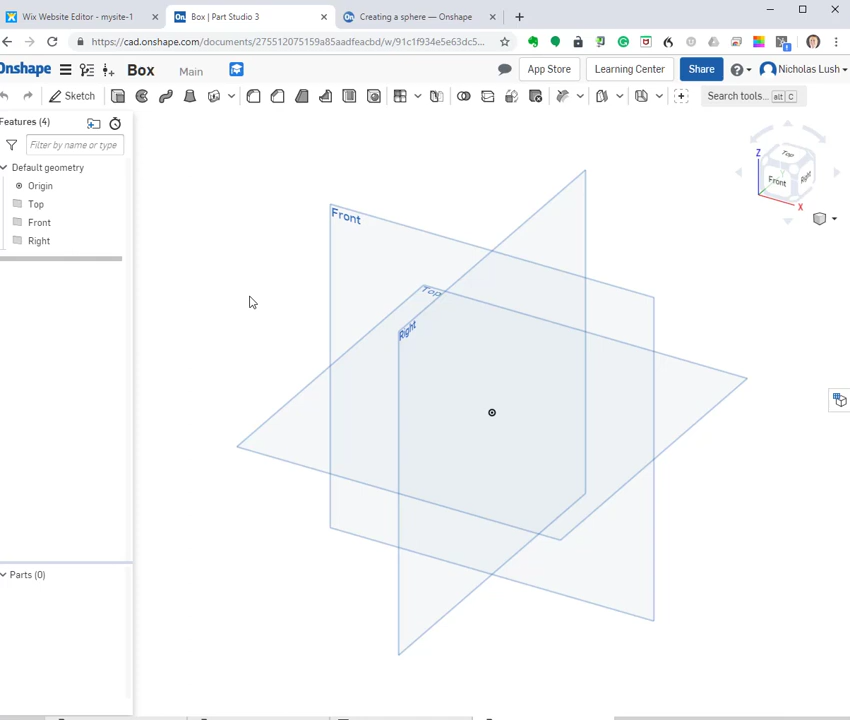 Wix Website Editor - mysite-1
Box | Part Studio 3
Creating a sphere — Onshape
https://cad.onshape.com/documents/275512075159a85aadfeacbd/w/91c1f934e5e63dc5...
Onshape
Box
Main
App Store
Learning Center
Share
Nicholas Lush
Sketch
Search tools... alt C
Features (4)
Filter by name or type
Default geometry
Origin
Top
Front
Right
Front
Top
Right
Z
Top
Front
Right
X
Parts (0)